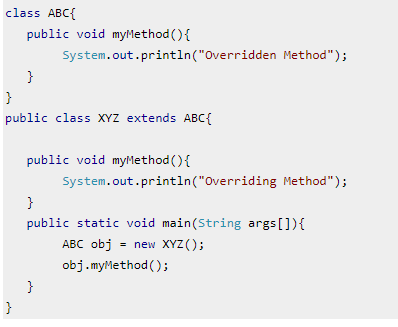 class ABC{
   public void myMethod(){
        System.out.println("Overridden Method");
   }
}
public class XYZ extends ABC{

   public void myMethod(){
        System.out.println("Overriding Method");
   }
   public static void main(String args[]){
        ABC obj = new XYZ();
        obj.myMethod();
   }
}